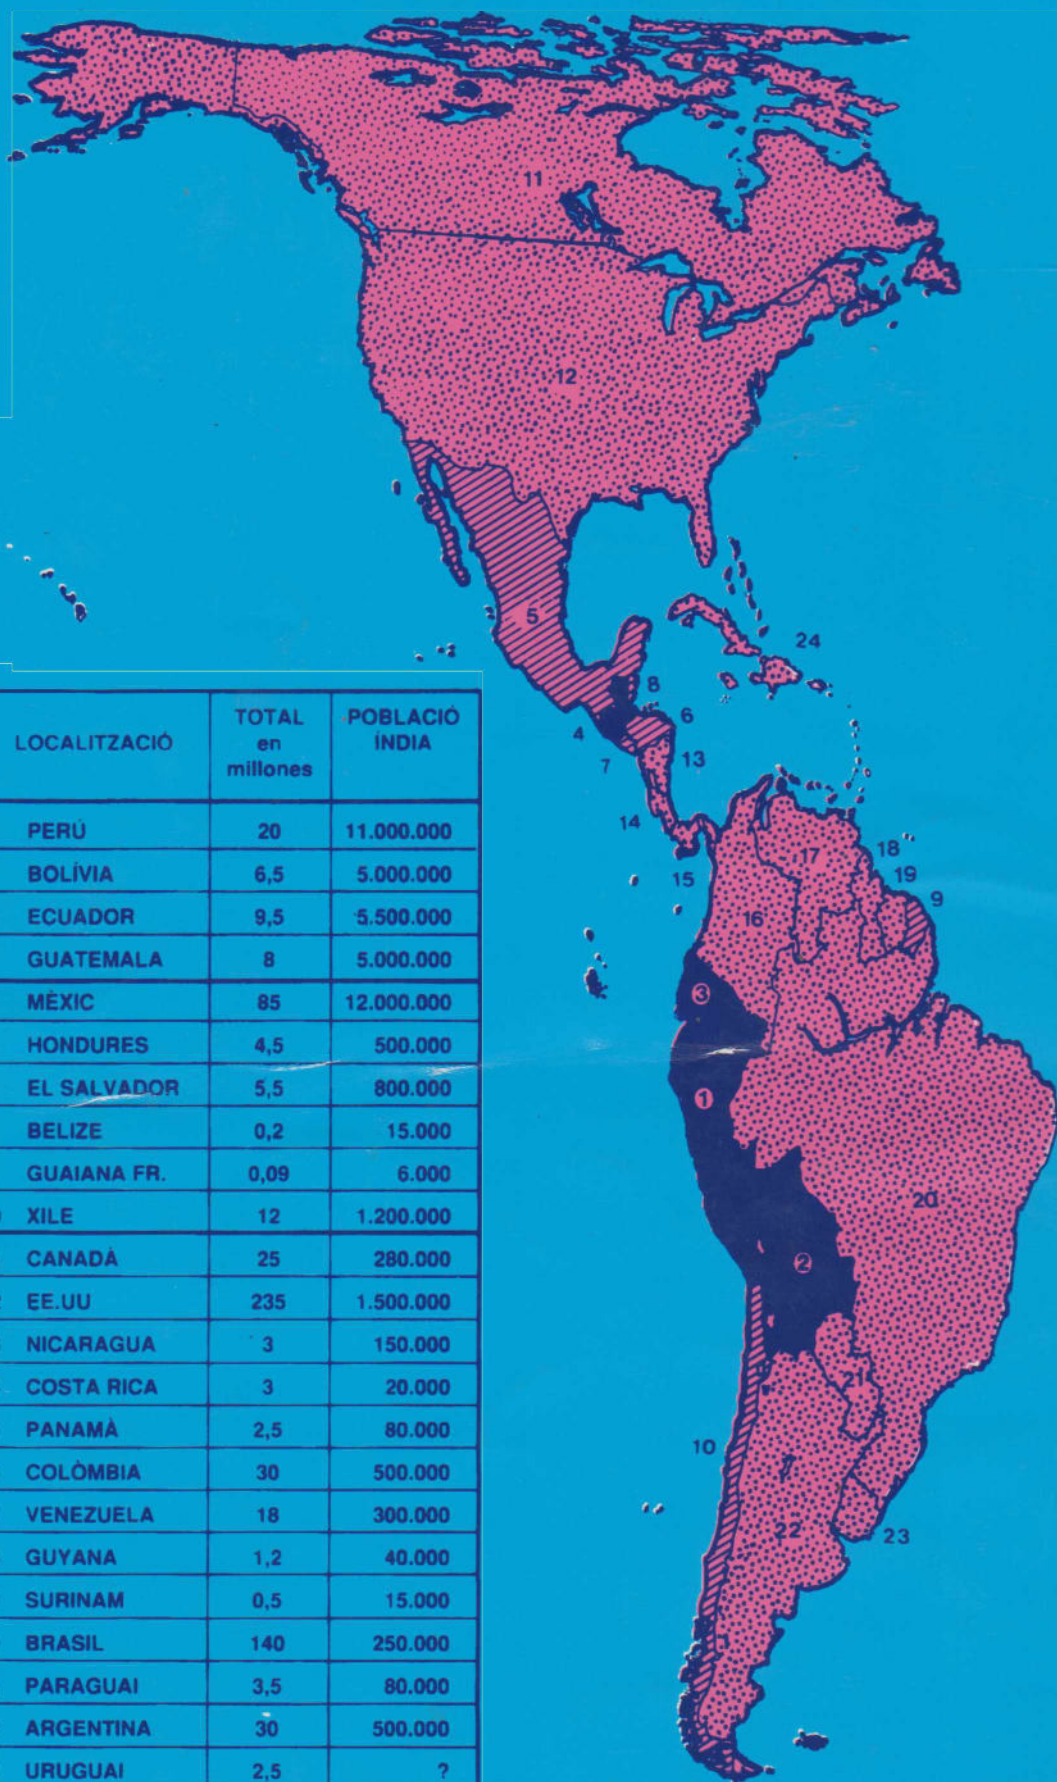 11
12
5
24
8
6
4
13
7
14
15
17
18
19
9
16
3
1
20
2
21
10
22
23
LOCALITZACIÓ TOTAL en millones POBLACIÓ ÍNDIA
PERÚ 20 11.000.000
BOLÍVIA 6,5 5.000.000
ECUADOR 9,5 5.500.000
GUATEMALA 8 5.000.000
MÈXIC 85 12.000.000
HONDURES 4,5 500.000
EL SALVADOR 5,5 800.000
BELIZE 0,2 15.000
GUAIANA FR. 0,09 6.000
XILE 12 1.200.000
CANADÀ 25 280.000
EE.UU 235 1.500.000
NICARAGUA 3 150.000
COSTA RICA 3 20.000
PANAMÀ 2,5 80.000
COLÒMBIA 30 500.000
VENEZUELA 18 300.000
GUYANA 1,2 40.000
SURINAM 0,5 15.000
BRASIL 140 250.000
PARAGUAI 3,5 80.000
ARGENTINA 30 500.000
URUGUAI 2,5 ?